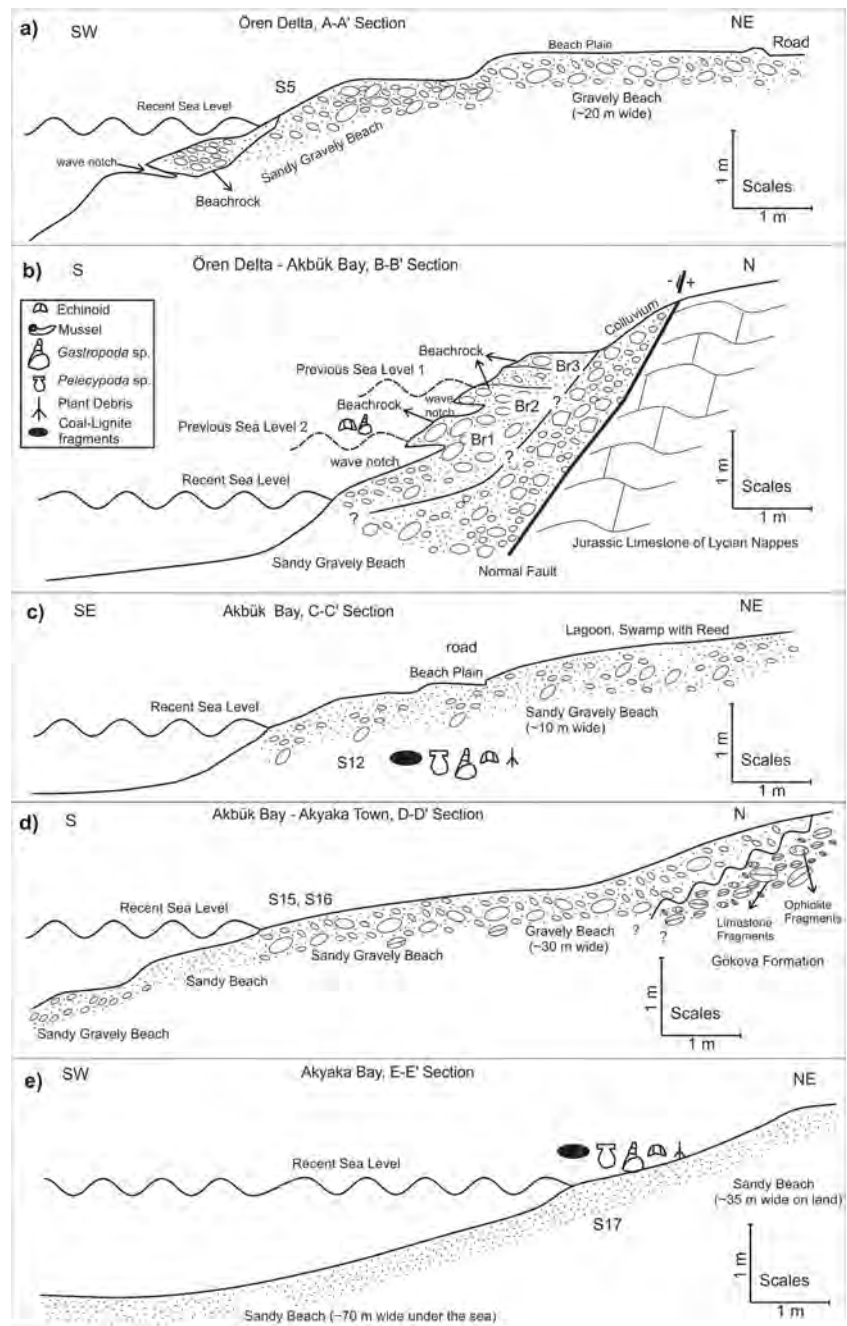 a)
SW
Ören Delta, A-A' Section
NE
Beach Plain
Road
S5
Recent Sea Level
Gravely Beach
(~20 m wide)
Sandy Gravely Beach
wave notch
Beachrock
1 m
Scales
1 m
b)
S
Ören Delta - Akbük Bay, B-B' Section
N
- +
Echinoid
Mussel
Gastropoda sp.
Pelecypoda sp.
Plant Debris
Coal-Lignite
fragments
Colluvium
Beachrock
Br3
Previous Sea Level 1
wave
notch
?
Beachrock
Br2
Previous Sea Level 2
Br1
wave notch
?
Recent Sea Level
?
Sandy Gravely Beach
Normal Fault
Jurassic Limestone of Lycian Nappes
1 m
Scales
1 m
c)
SE
Akbük Bay, C-C' Section
NE
Lagoon, Swamp with Reed
road
Beach Plain
Recent Sea Level
Sandy Gravely Beach
(~10 m wide)
S12
1 m
Scales
1 m
d)
S
Akbük Bay - Akyaka Town, D-D' Section
N
S15, S16
Recent Sea Level
Ophiolite
Fragments
Limestone
Fragments
Gravely Beach
(~30 m wide)
?
?
Sandy Gravely Beach
Gökova Formation
Sandy Beach
Sandy Gravely Beach
1 m
Scales
1 m
e)
SW
Akyaka Bay, E-E' Section
NE
Recent Sea Level
Sandy Beach
(~35 m wide on land)
S17
1 m
Scales
1 m
Sandy Beach (~70 m wide under the sea)